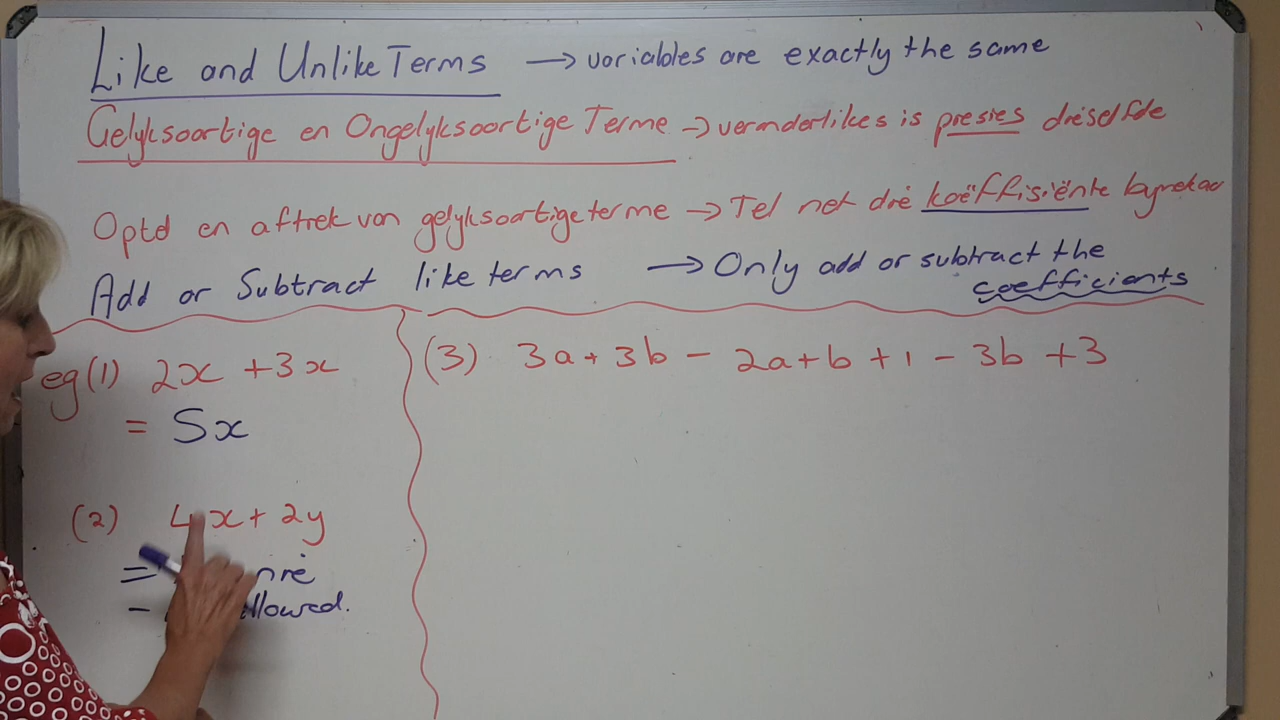 Like and Unlike Terms → variables are exactly the same
Gelyksoortige en Ongelyksoortige Terme → veranderlikes is presies dieselfde
Optel en aftrek van gelyksoortige terme → Tel net die koëffisiënte bymekaar
Add or Subtract like terms → Only add or subtract the
coefficients
eg (1) 2x + 3x
= 5x
(2) 4x + 2y
=
-
(3) 3a + 3b - 2a + b + 1 - 3b + 3